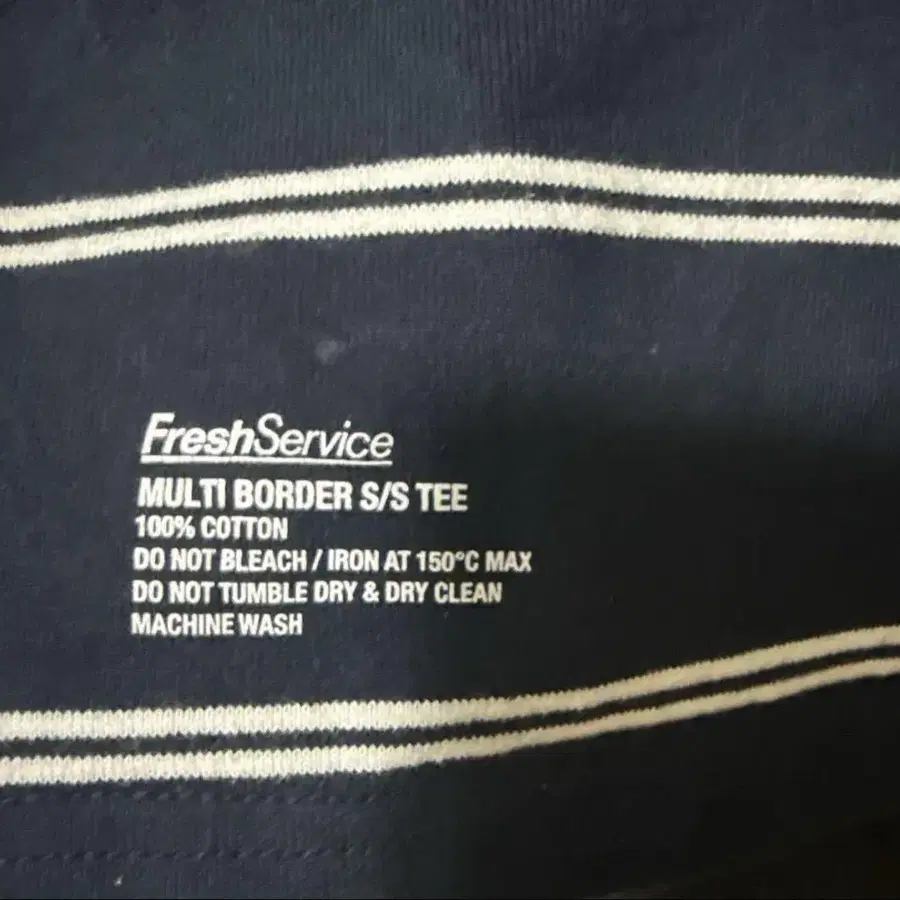 FreshService
MULTI BORDER S/S TEE
100% COTTON
DO NOT BLEACH / IRON AT 150°C MAX
DO NOT TUMBLE DRY & DRY CLEAN
MACHINE WASH